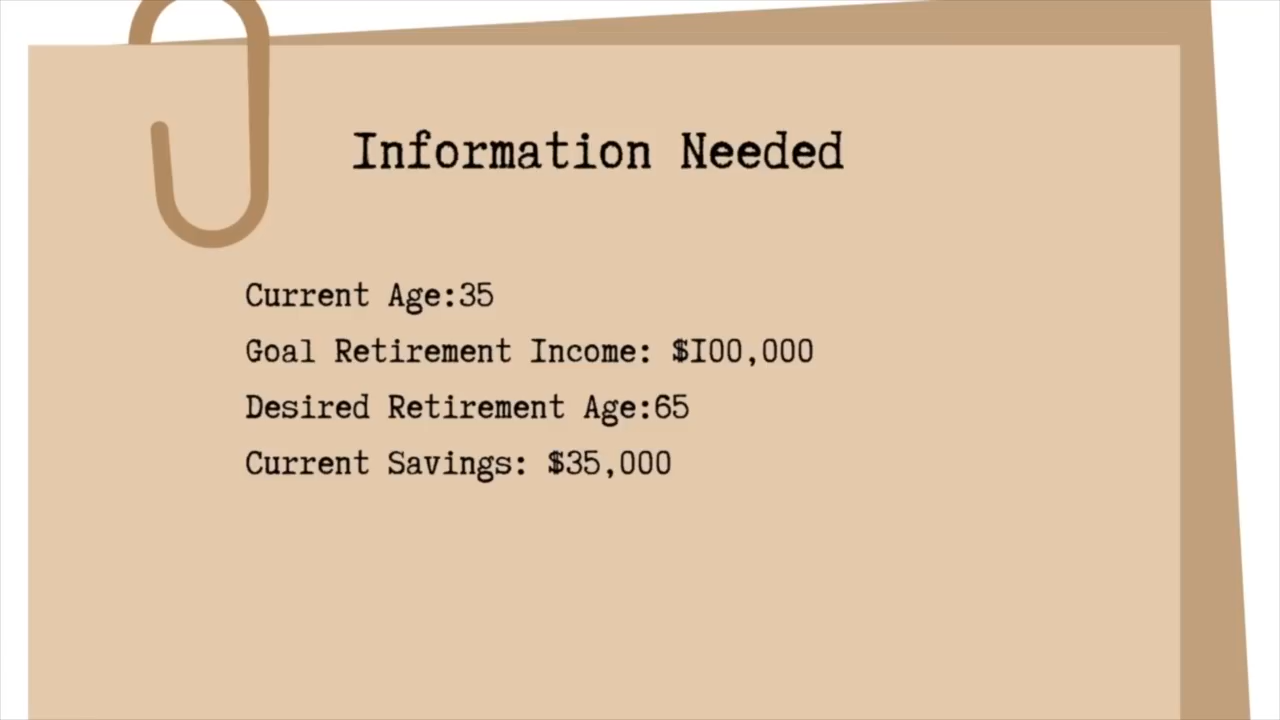 Information Needed
Current Age:35
Goal Retirement Income: $100,000
Desired Retirement Age:65
Current Savings: $35,000